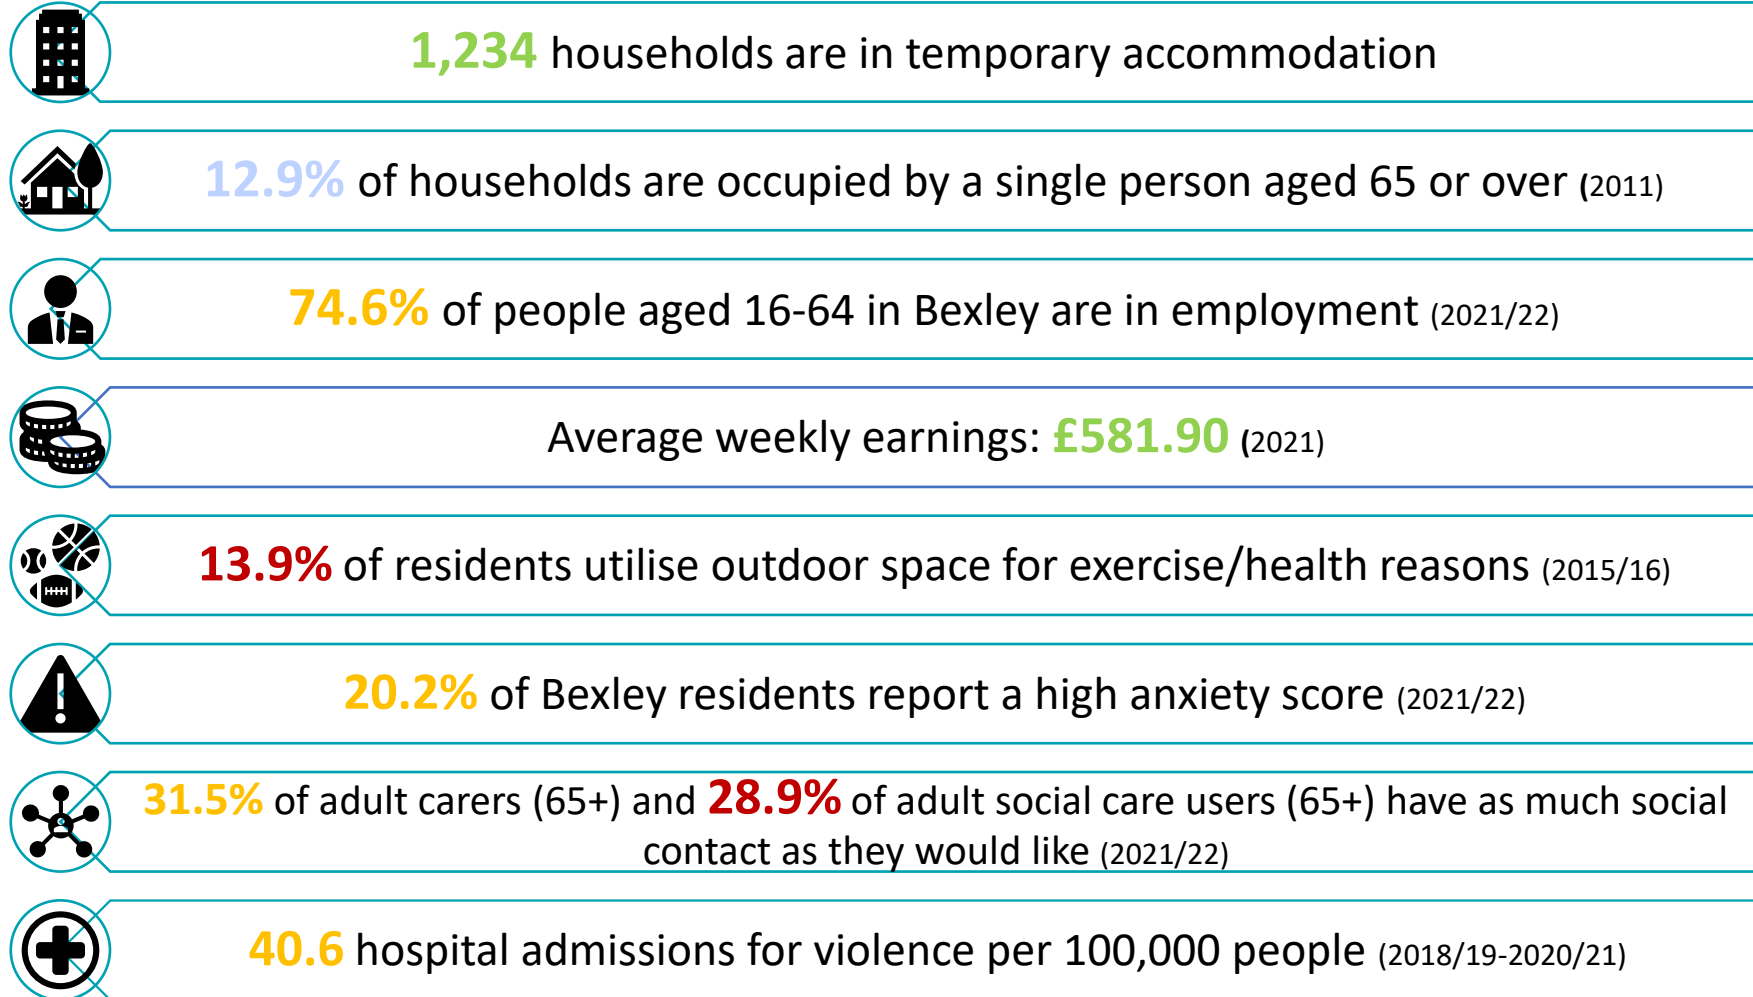 1,234 households are in temporary accommodation
12.9% of households are occupied by a single person aged 65 or over (2011)
74.6% of people aged 16-64 in Bexley are in employment (2021/22)
Average weekly earnings: £581.90 (2021)
13.9% of residents utilise outdoor space for exercise/health reasons (2015/16)
20.2% of Bexley residents report a high anxiety score (2021/22)
31.5% of adult carers (65+) and 28.9% of adult social care users (65+) have as much social
contact as they would like (2021/22)
40.6 hospital admissions for violence per 100,000 people (2018/19-2020/21)